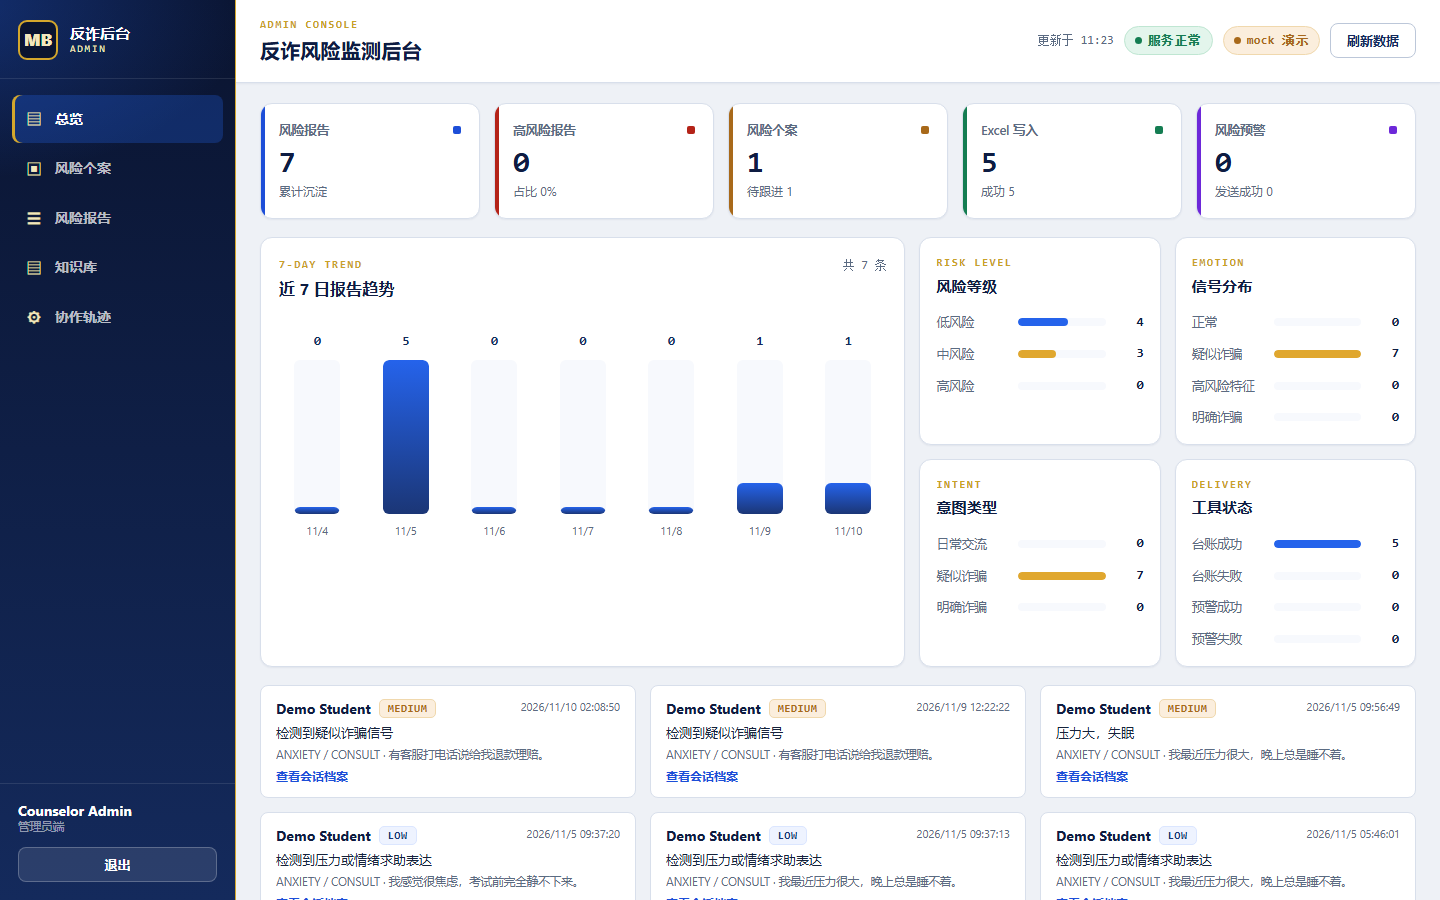 MB
反诈后台
ADMIN
总览
风险个案
风险报告
知识库
协作轨迹
Counselor Admin
管理员端
退出
ADMIN CONSOLE
反诈风险监测后台
更新于 11:23
服务正常
mock 演示
刷新数据
风险报告
7
累计沉淀
高风险报告
0
占比 0%
风险个案
1
待跟进 1
Excel 写入
5
成功 5
风险预警
0
发送成功 0
7-DAY TREND
近 7 日报告趋势
共 7 条
0
5
0
0
0
1
1
11/4
11/5
11/6
11/7
11/8
11/9
11/10
RISK LEVEL
风险等级
低风险 4
中风险 3
高风险 0
EMOTION
信号分布
正常 0
疑似诈骗 7
高风险特征 0
明确诈骗 0
INTENT
意图类型
日常交流 0
疑似诈骗 7
明确诈骗 0
DELIVERY
工具状态
台账成功 5
台账失败 0
预警成功 0
预警失败 0
Demo Student MEDIUM 2026/11/10 02:08:50
检测到疑似诈骗信号
ANXIETY / CONSULT · 有客服打电话说给我退款理赔。
查看会话档案
Demo Student MEDIUM 2026/11/9 12:22:22
检测到疑似诈骗信号
ANXIETY / CONSULT · 有客服打电话说给我退款理赔。
查看会话档案
Demo Student MEDIUM 2026/11/5 09:56:49
压力大，失眠
ANXIETY / CONSULT · 我最近压力很大，晚上总是睡不着。
查看会话档案
Demo Student LOW 2026/11/5 09:37:20
检测到压力或情绪求助表达
ANXIETY / CONSULT · 我感觉很焦虑，考试前完全静不下来。
Demo Student LOW 2026/11/5 09:37:13
检测到压力或情绪求助表达
ANXIETY / CONSULT · 我最近压力很大，晚上总是睡不着。
Demo Student LOW 2026/11/5 05:46:01
检测到压力或情绪求助表达
ANXIETY / CONSULT · 我最近压力很大，晚上总是睡不着。